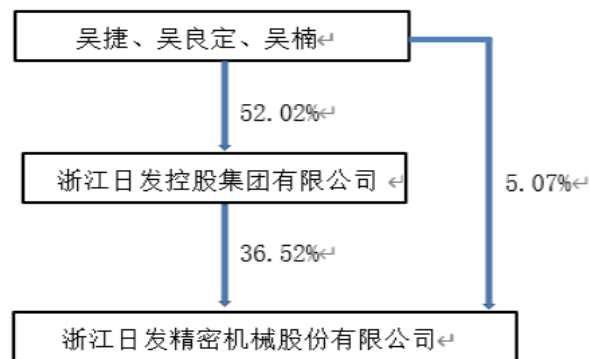 吴捷、吴良定、吴楠↵
52.02%↵
浙江日发控股集团有限公司 ↵
5.07%↵
36.52%↵
浙江日发精密机械股份有限公司↵